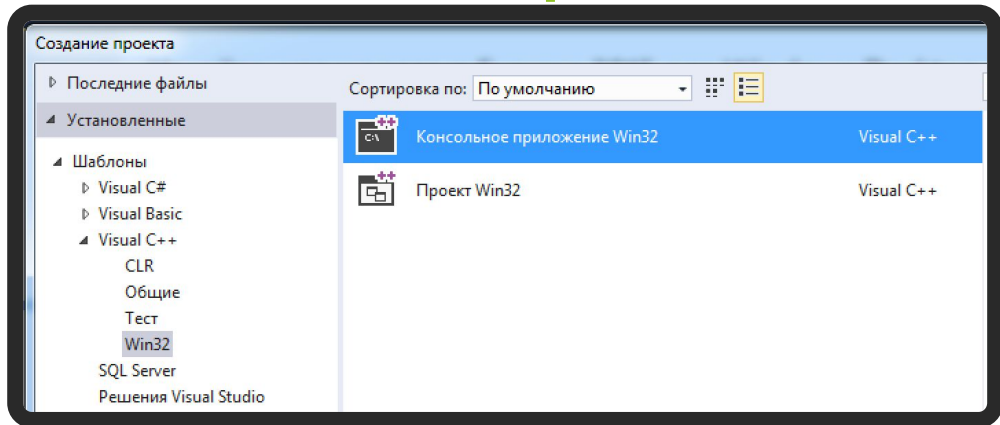 Создание проекта
Последние файлы
Установленные
Шаблоны
Visual C#
Visual Basic
Visual C++
CLR
Общие
Тест
Win32
SQL Server
Решения Visual Studio
Сортировка по: По умолчанию
C:\ ++ Консольное приложение Win32 Visual C++
++ Проект Win32 Visual C++